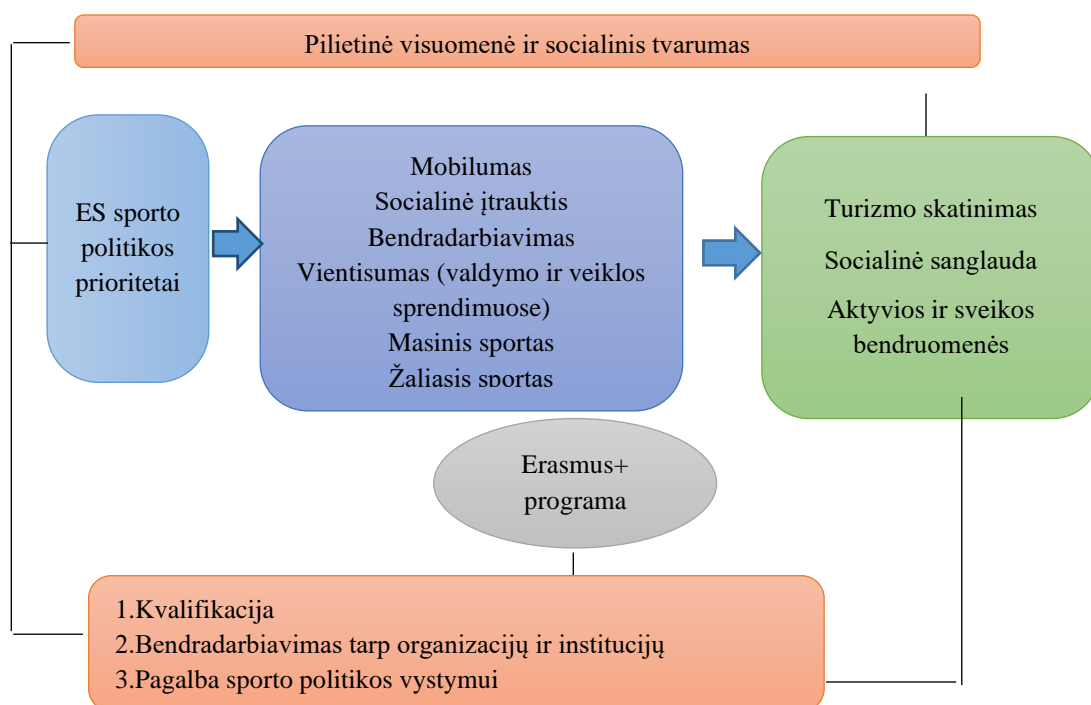 Pilietinė visuomenė ir socialinis tvarumas
ES sporto
politikos
prioritetai
Mobilumas
Socialinė įtrauktis
Bendradarbiavimas
Vientisumas (valdymo ir veiklos
sprendimuose)
Masinis sportas
Žaliasis sportas
Turizmo skatinimas
Socialinė sanglauda
Aktyvios ir sveikos
bendruomenės
Erasmus+
programa
1.Kvalifikacija
2.Bendradarbiavimas tarp organizacijų ir institucijų
3.Pagalba sporto politikos vystymui